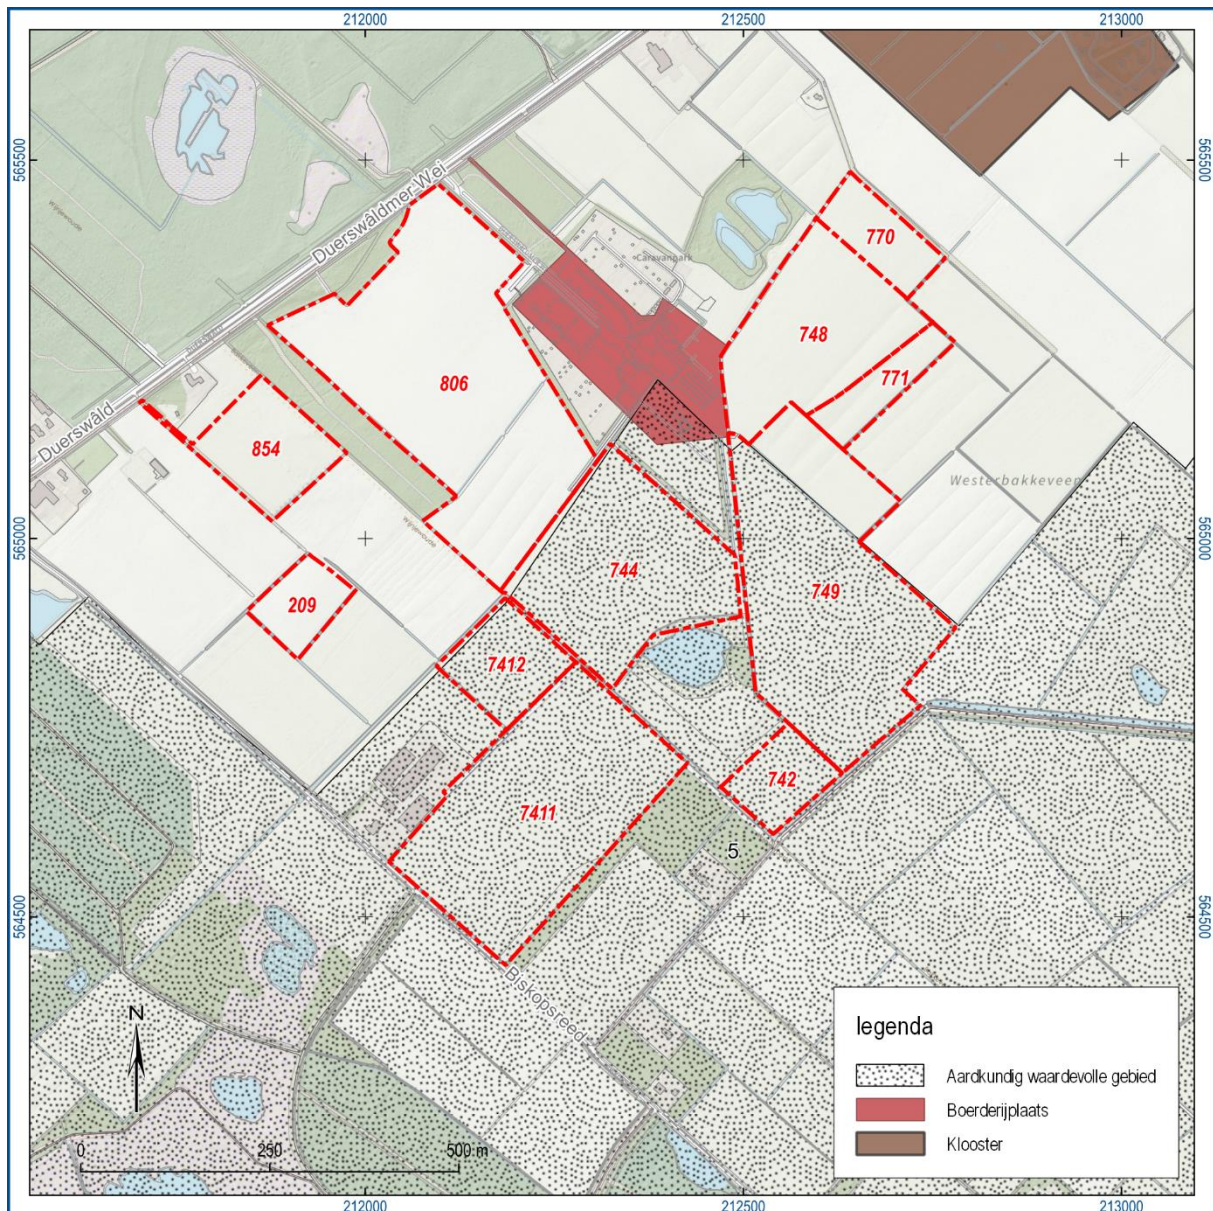 212000
212500
213000
565500
565500
Wijnjewoude
Duerswâldmer Wei
Caravanpark
770
748
806
771
Duerswâld
854
Westerbakkeveen
Wijnjewoude
565000
565000
744
749
209
7412
742
7411
5
564500
564500
Biskopsreed
N
legenda
Aardkundig waardevolle gebied
Boerderijplaats
Klooster
0
250
500 m
212000
212500
213000